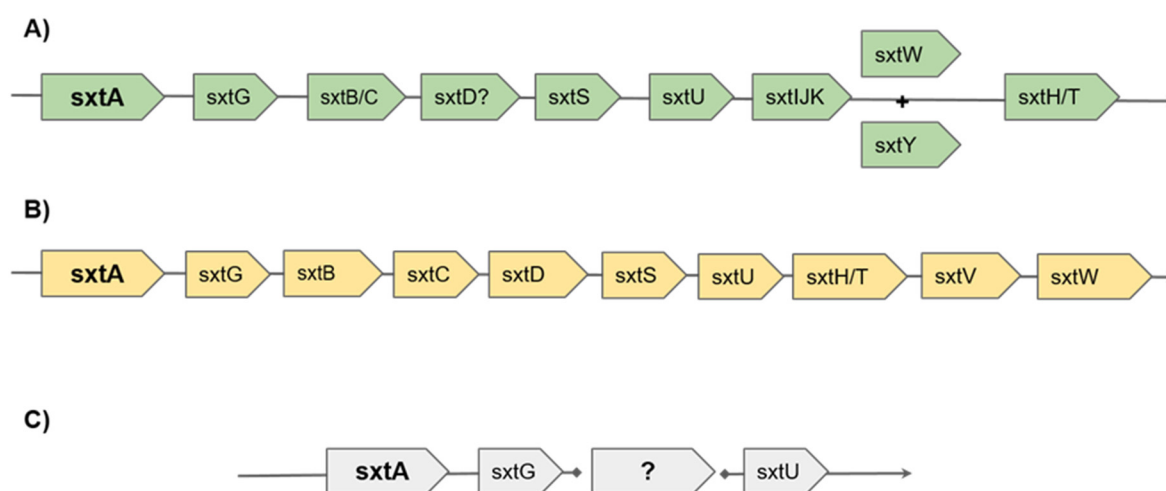 A)
sxtW
sxtA sxtG sxtB/C sxtD? sxtS sxtU sxtIJK + sxtH/T
sxtY
B)
sxtA sxtG sxtB sxtC sxtD sxtS sxtU sxtH/T sxtV sxtW
C)
sxtA sxtG ? sxtU